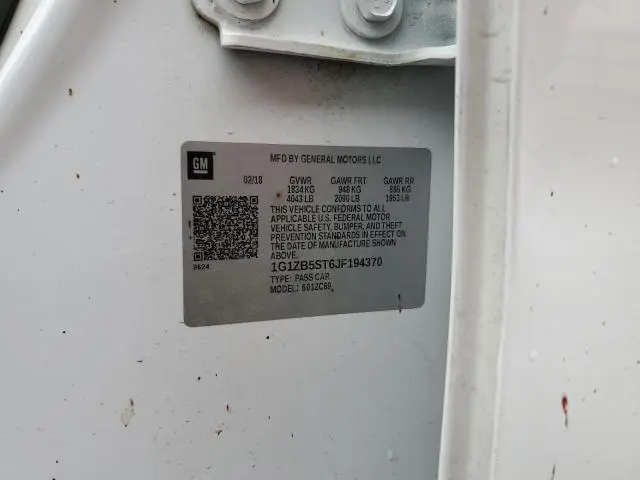 GM
MFD BY GENERAL MOTORS LLC
02/18 GVWR GAWR FRT GAWR RR
1834 KG 948 KG 886 KG
4043 LB 2090 LB 1953 LB
THIS VEHICLE CONFORMS TO ALL
APPLICABLE U.S. FEDERAL MOTOR
VEHICLE SAFETY, BUMPER, AND THEFT
PREVENTION STANDARDS IN EFFECT ON
THE DATE OF MANUFACTURE SHOWN
ABOVE.
8624 1G1ZB5ST6JF194370
TYPE: PASS CAR
MODEL: 601ZC69